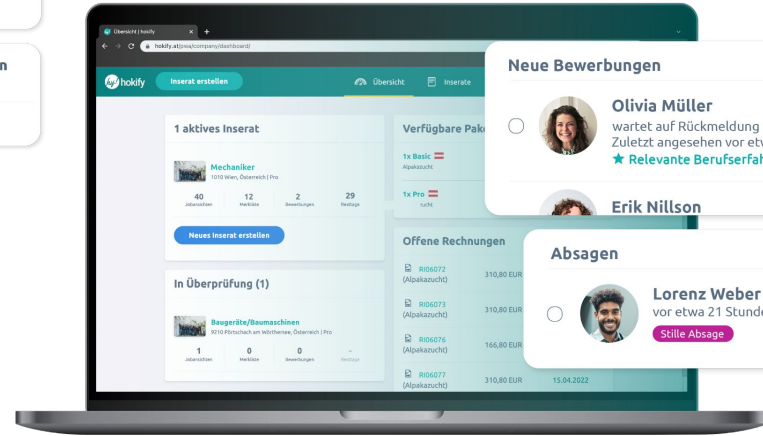 n
Übersicht | hokify
hokify.at/pwa/company/dashboard/
hy! hokify
Inserat erstellen
Übersicht
Inserate
1 aktives Inserat
Mechaniker
1010 Wien, Österreich | Pro
40
12
2
29
Jobansichten
Merkliste
Bewerbungen
Resttage
Neues Inserat erstellen
In Überprüfung (1)
Baugeräte/Baumaschinen
9210 Pörtschach am Wörthersee, Österreich | Pro
1
0
0
-
Jobansichten
Merkliste
Bewerbungen
Resttage
Verfügbare Pake
1x Basic
Alpakazucht
1x Pro
zucht
Offene Rechnungen
RI06072
(Alpakazucht)
310,80 EUR
RI06073
(Alpakazucht)
310,80 EUR
RI06076
(Alpakazucht)
166,80 EUR
RI06077
(Alpakazucht)
310,80 EUR
15.04.2022
Neue Bewerbungen
Olivia Müller
wartet auf Rückmeldung
Zuletzt angesehen vor etw
★ Relevante Berufserfah
Erik Nillson
Absagen
Lorenz Weber
vor etwa 21 Stunde
Stille Absage